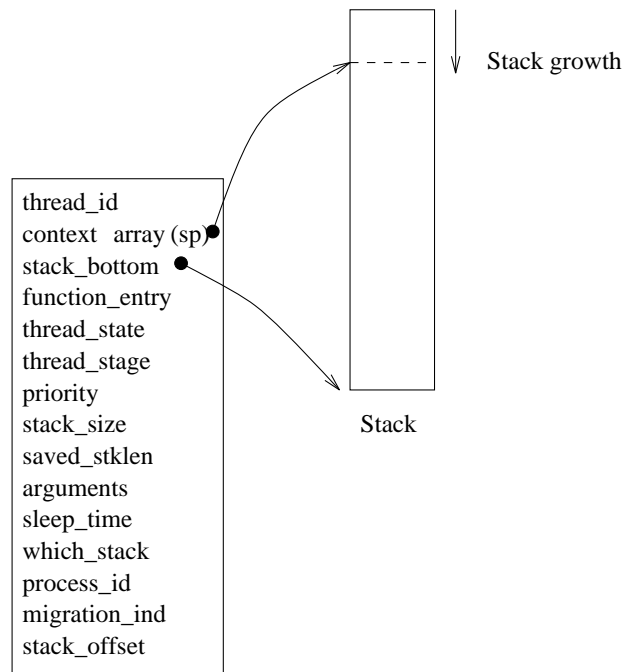 Stack growth
thread_id
context array (sp)
stack_bottom
function_entry
thread_state
thread_stage
priority
stack_size
saved_stklen
arguments
sleep_time
which_stack
process_id
migration_ind
stack_offset
Stack